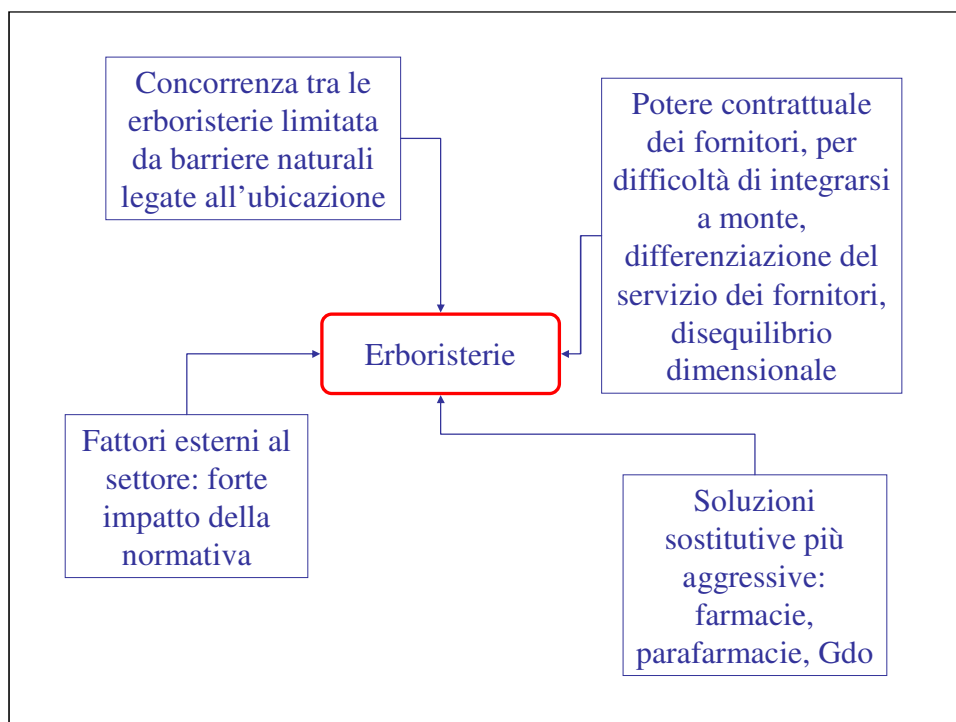 Concorrenza tra le
erboristerie limitata
da barriere naturali
legate all'ubicazione
Potere contrattuale
dei fornitori, per
difficoltà di integrarsi
a monte,
differenziazione del
servizio dei fornitori,
disequilibrio
dimensionale
Erboristerie
Fattori esterni al
settore: forte
impatto della
normativa
Soluzioni
sostitutive più
aggressive:
farmacie,
parafarmacie, Gdo